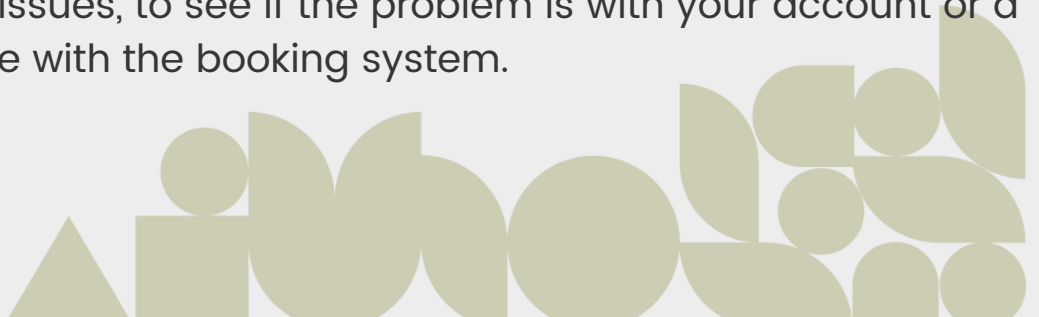 issues, to see if the problem is with your account or a
e with the booking system.